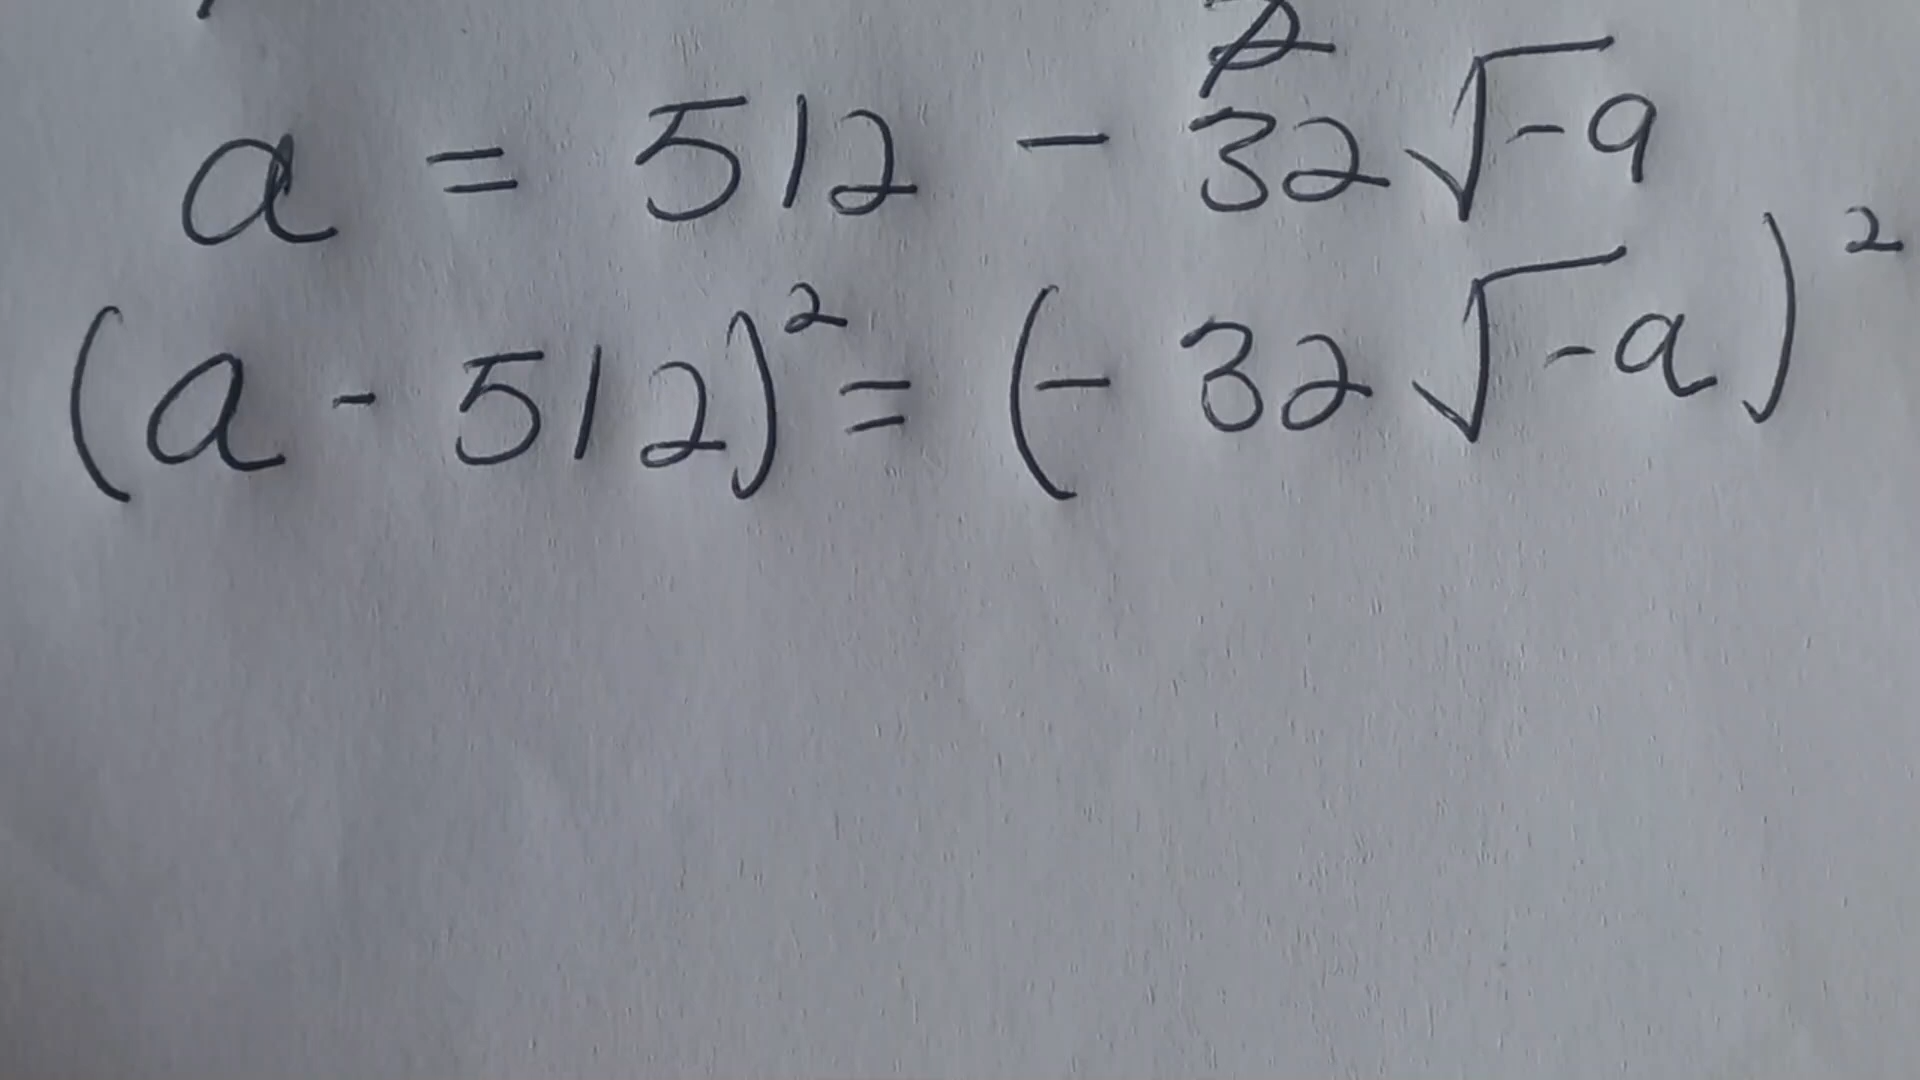 a = 512 - 32√-a
(a - 512)² = (- 32√-a)²